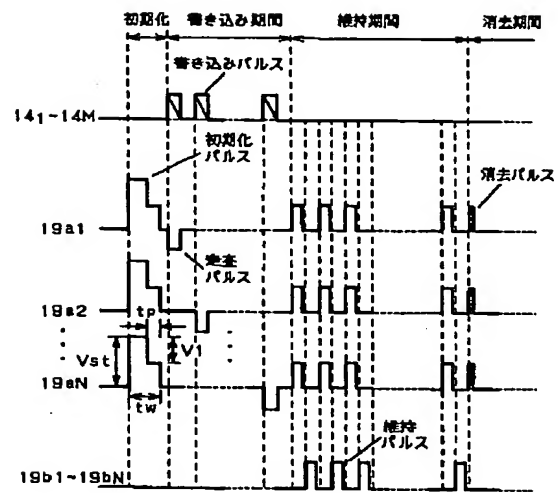 初期化 書き込み期間 維持期間 消去期間
書き込みパルス
14₁~14M
初期化
パルス
消去パルス
19a1
走査
パルス
19a2
tp
Vst
V1
19aN
tw
維持
パルス
19b1~19bN